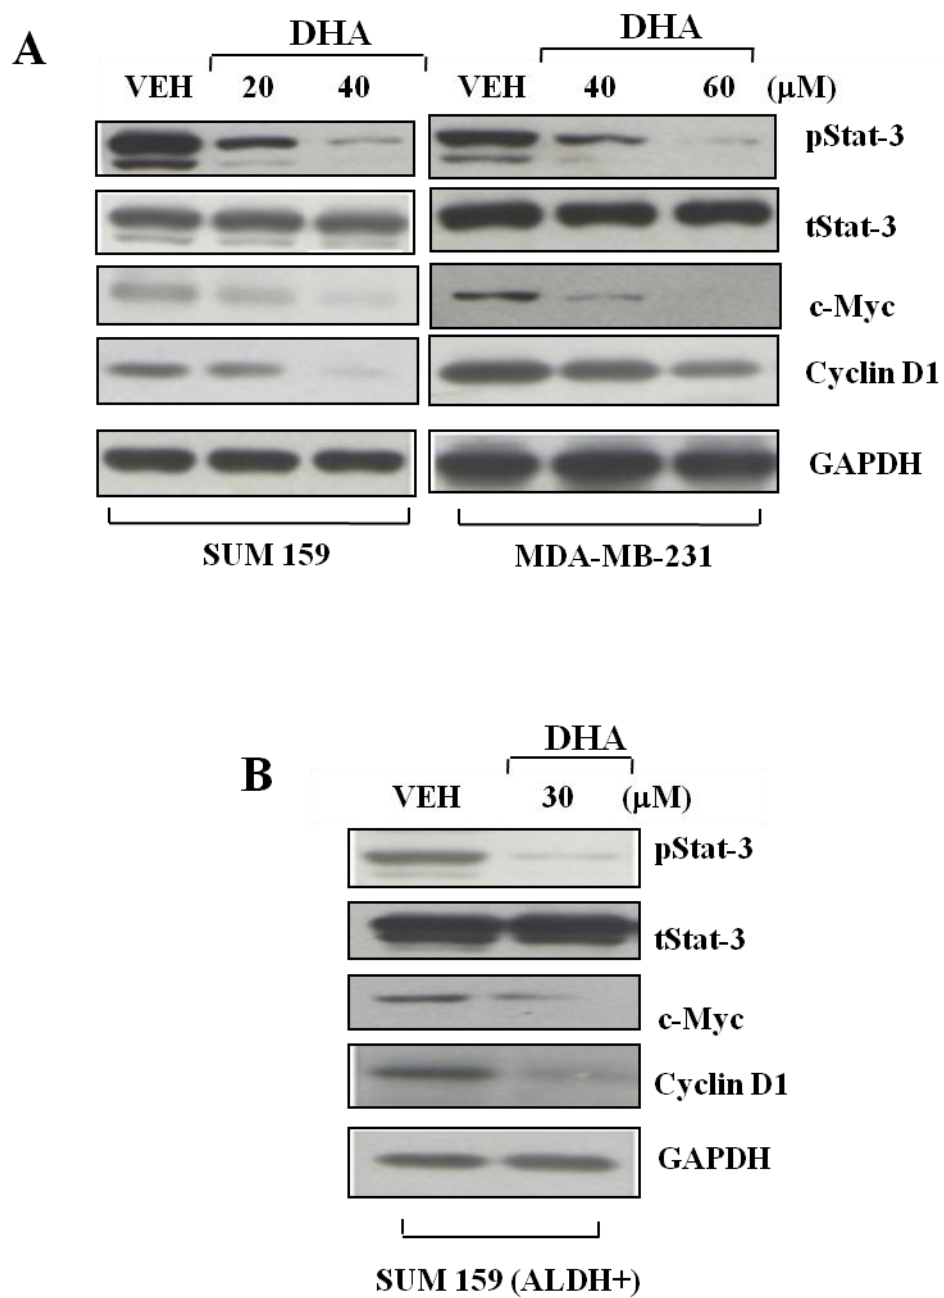 A
DHA DHA
VEH 20 40 VEH 40 60 (μM)
pStat-3
tStat-3
c-Myc
Cyclin D1
GAPDH
SUM 159 MDA-MB-231
B
DHA
VEH 30 (μM)
pStat-3
tStat-3
c-Myc
Cyclin D1
GAPDH
SUM 159 (ALDH+)